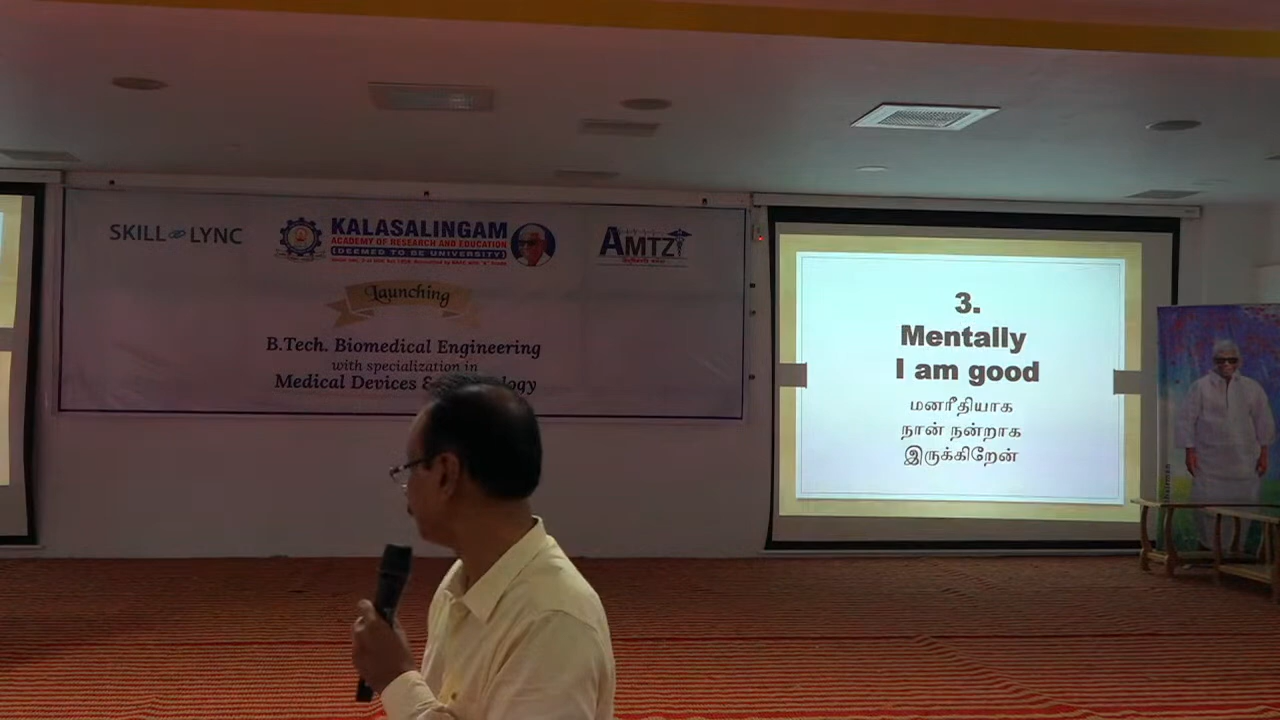 SKILL LYNC
KALASALINGAM
ACADEMY OF RESEARCH AND EDUCATION
(DEEMED TO BE UNIVERSITY)
AMTZ
Launching
B.Tech. Biomedical Engineering
with specialization in
Medical Devices &
3.
Mentally
I am good
மனரீதியாக
நான் நன்றாக
இருக்கிறேன்